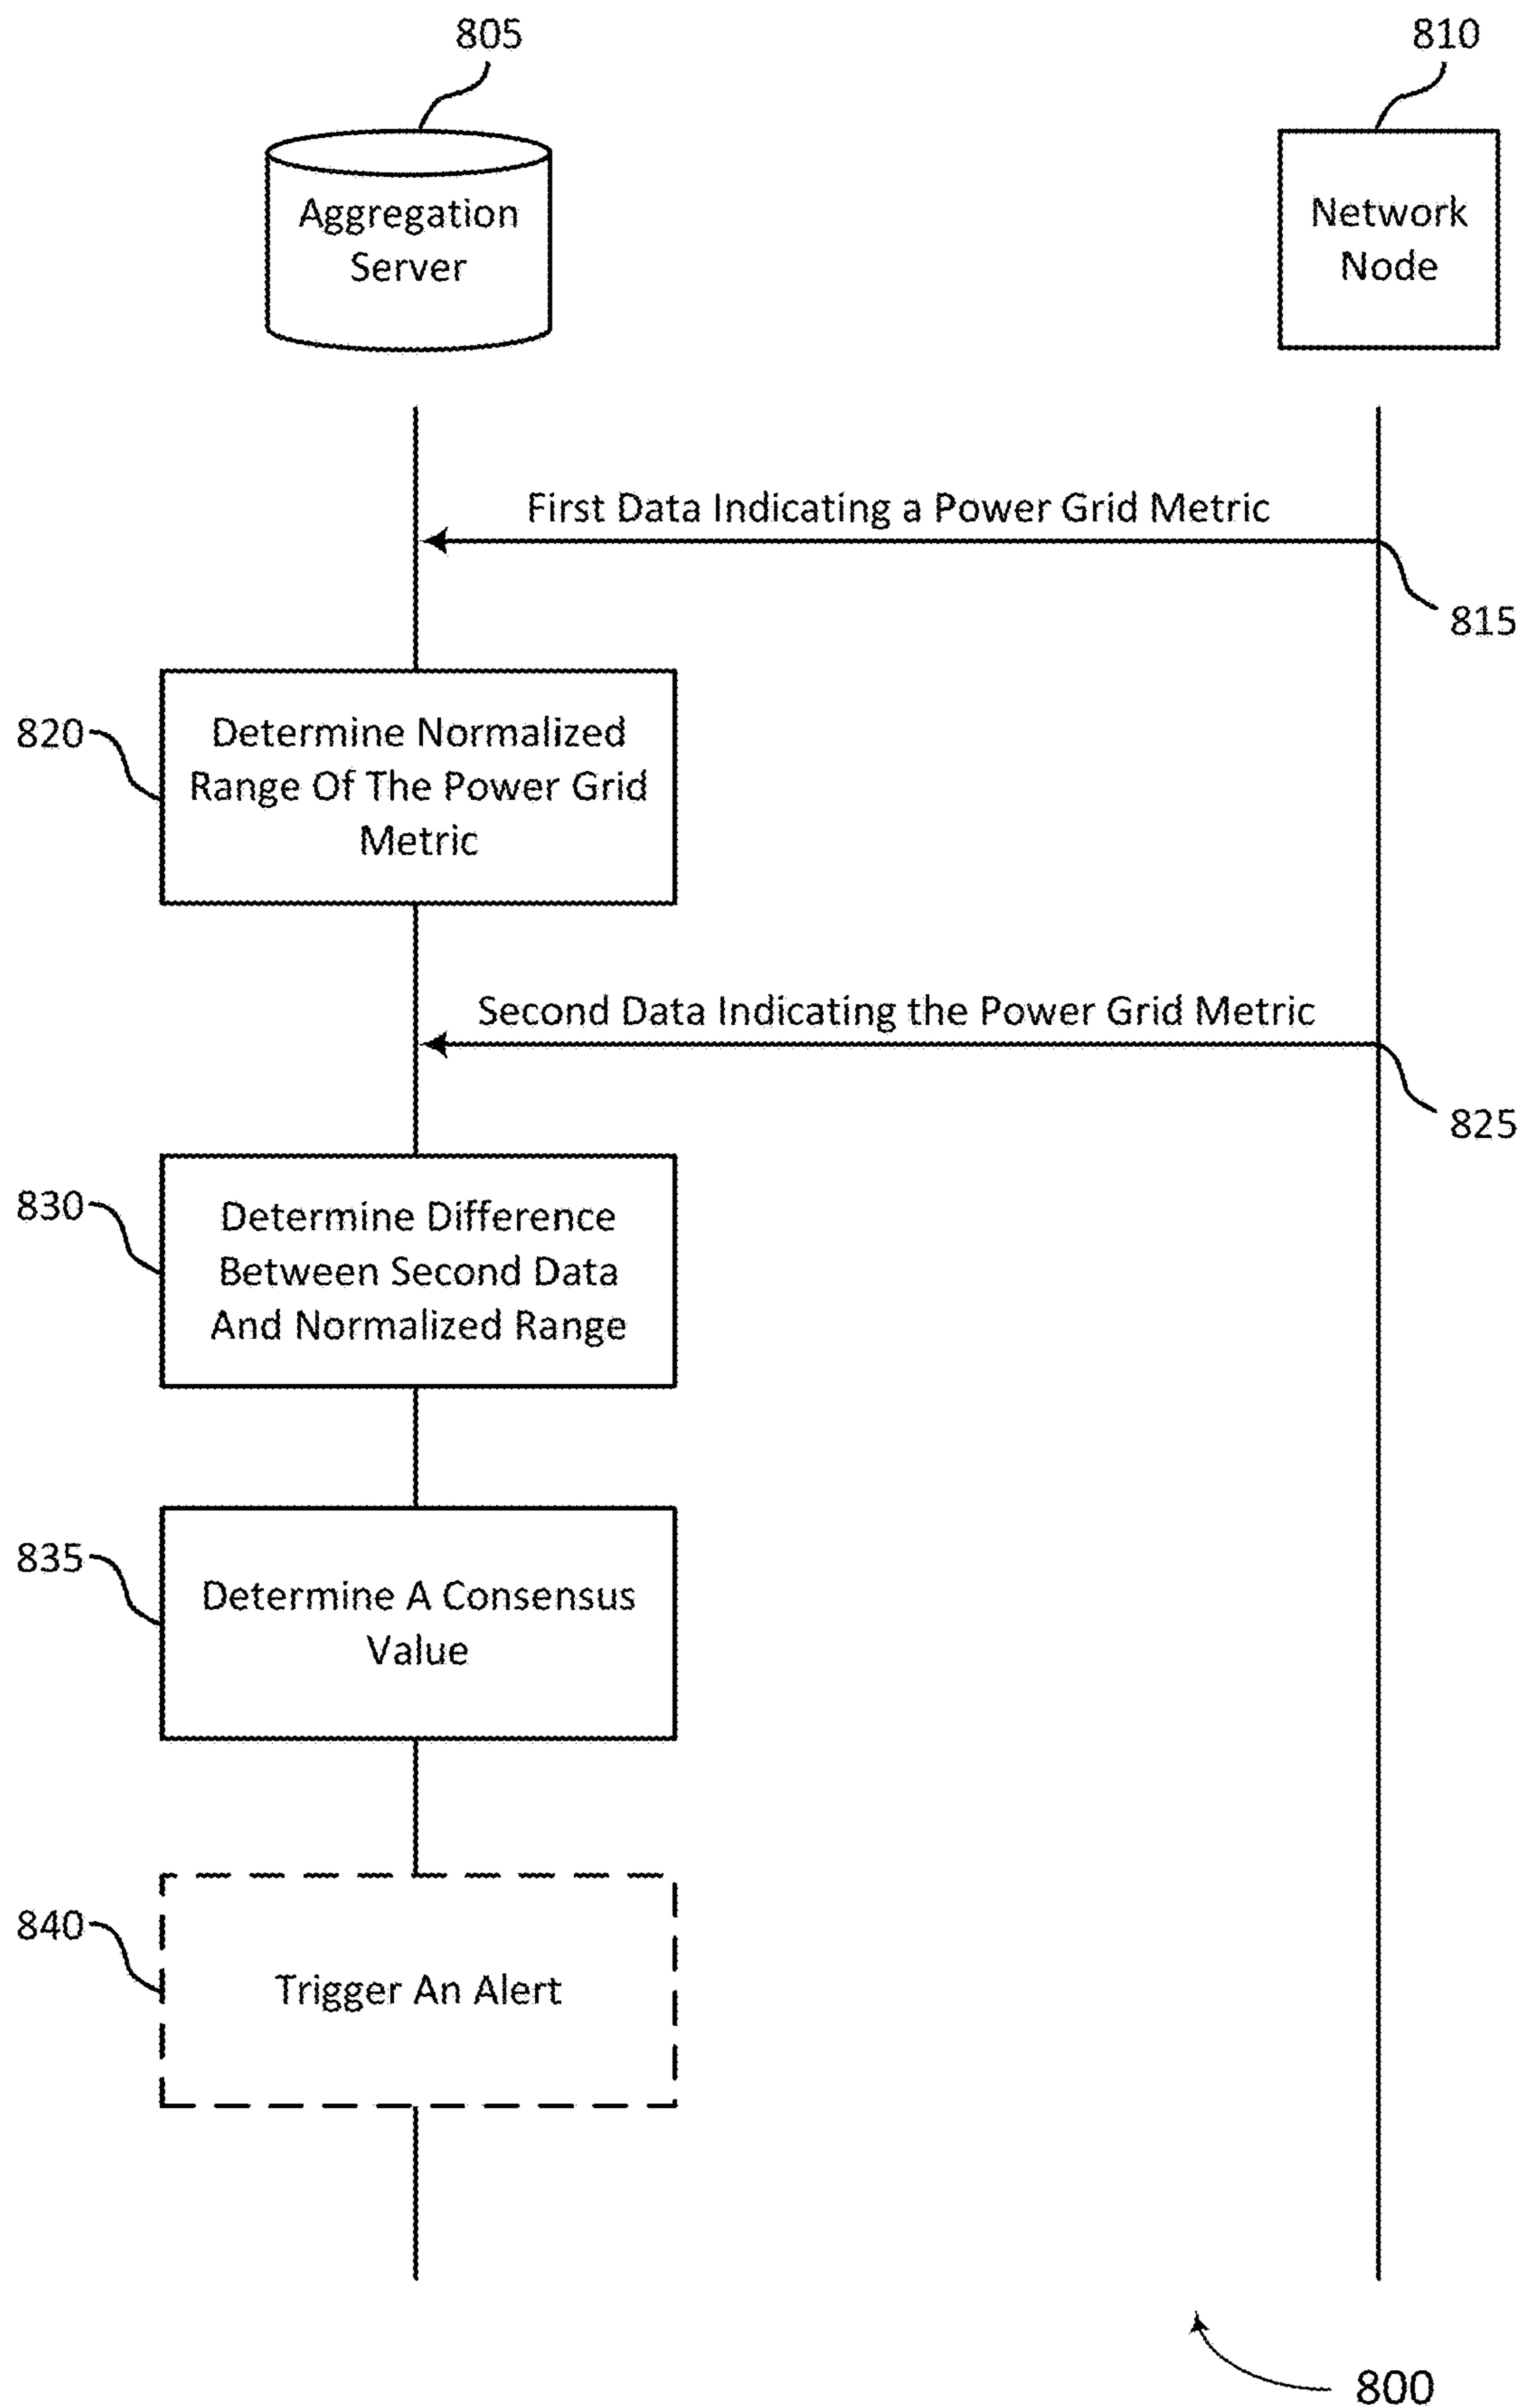 805
810
Aggregation
Server
Network
Node
First Data Indicating a Power Grid Metric
815
820
Determine Normalized
Range Of The Power Grid
Metric
Second Data Indicating the Power Grid Metric
825
830
Determine Difference
Between Second Data
And Normalized Range
835
Determine A Consensus
Value
840
Trigger An Alert
800